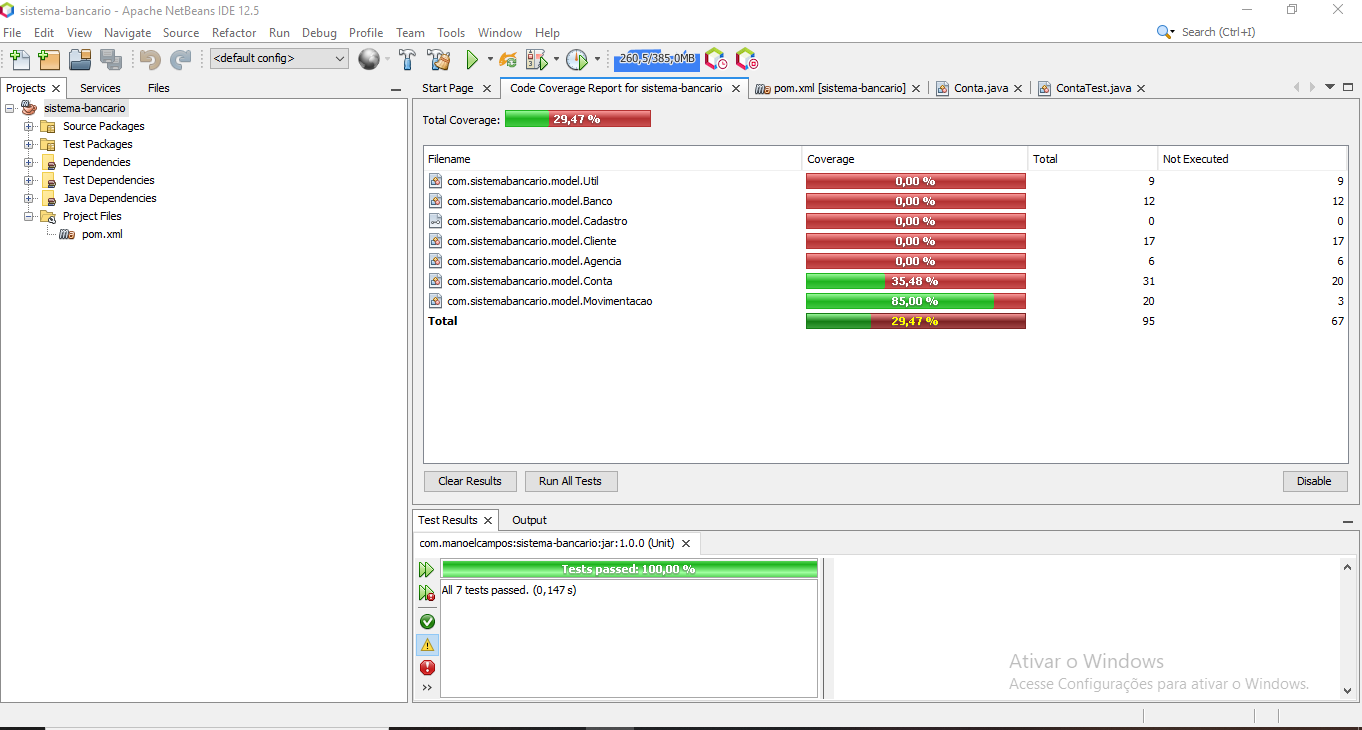 sistema-bancario - Apache NetBeans IDE 12.5
File Edit View Navigate Source Refactor Run Debug Profile Team Tools Window Help
Search (Ctrl+I)
<default config>
260,5/385,0MB
Projects Services Files
Start Page Code Coverage Report for sistema-bancario pom.xml [sistema-bancario] Conta.java ContaTest.java
sistema-bancario
Source Packages
Test Packages
Dependencies
Test Dependencies
Java Dependencies
Project Files
pom.xml
Total Coverage: 29,47 %
Filename Coverage Total Not Executed
com.sistemabancario.model.Util 0,00 % 9 9
com.sistemabancario.model.Banco 0,00 % 12 12
com.sistemabancario.model.Cadastro 0,00 % 0 0
com.sistemabancario.model.Cliente 0,00 % 17 17
com.sistemabancario.model.Agencia 0,00 % 6 6
com.sistemabancario.model.Conta 35,48 % 31 20
com.sistemabancario.model.Movimentacao 85,00 % 20 3
Total 29,47 % 95 67
Clear Results Run All Tests Disable
Test Results Output
com.manoelcampos:sistema-bancario:jar:1.0.0 (Unit)
Tests passed: 100,00 %
All 7 tests passed. (0,147 s)
Ativar o Windows
Acesse Configurações para ativar o Windows.